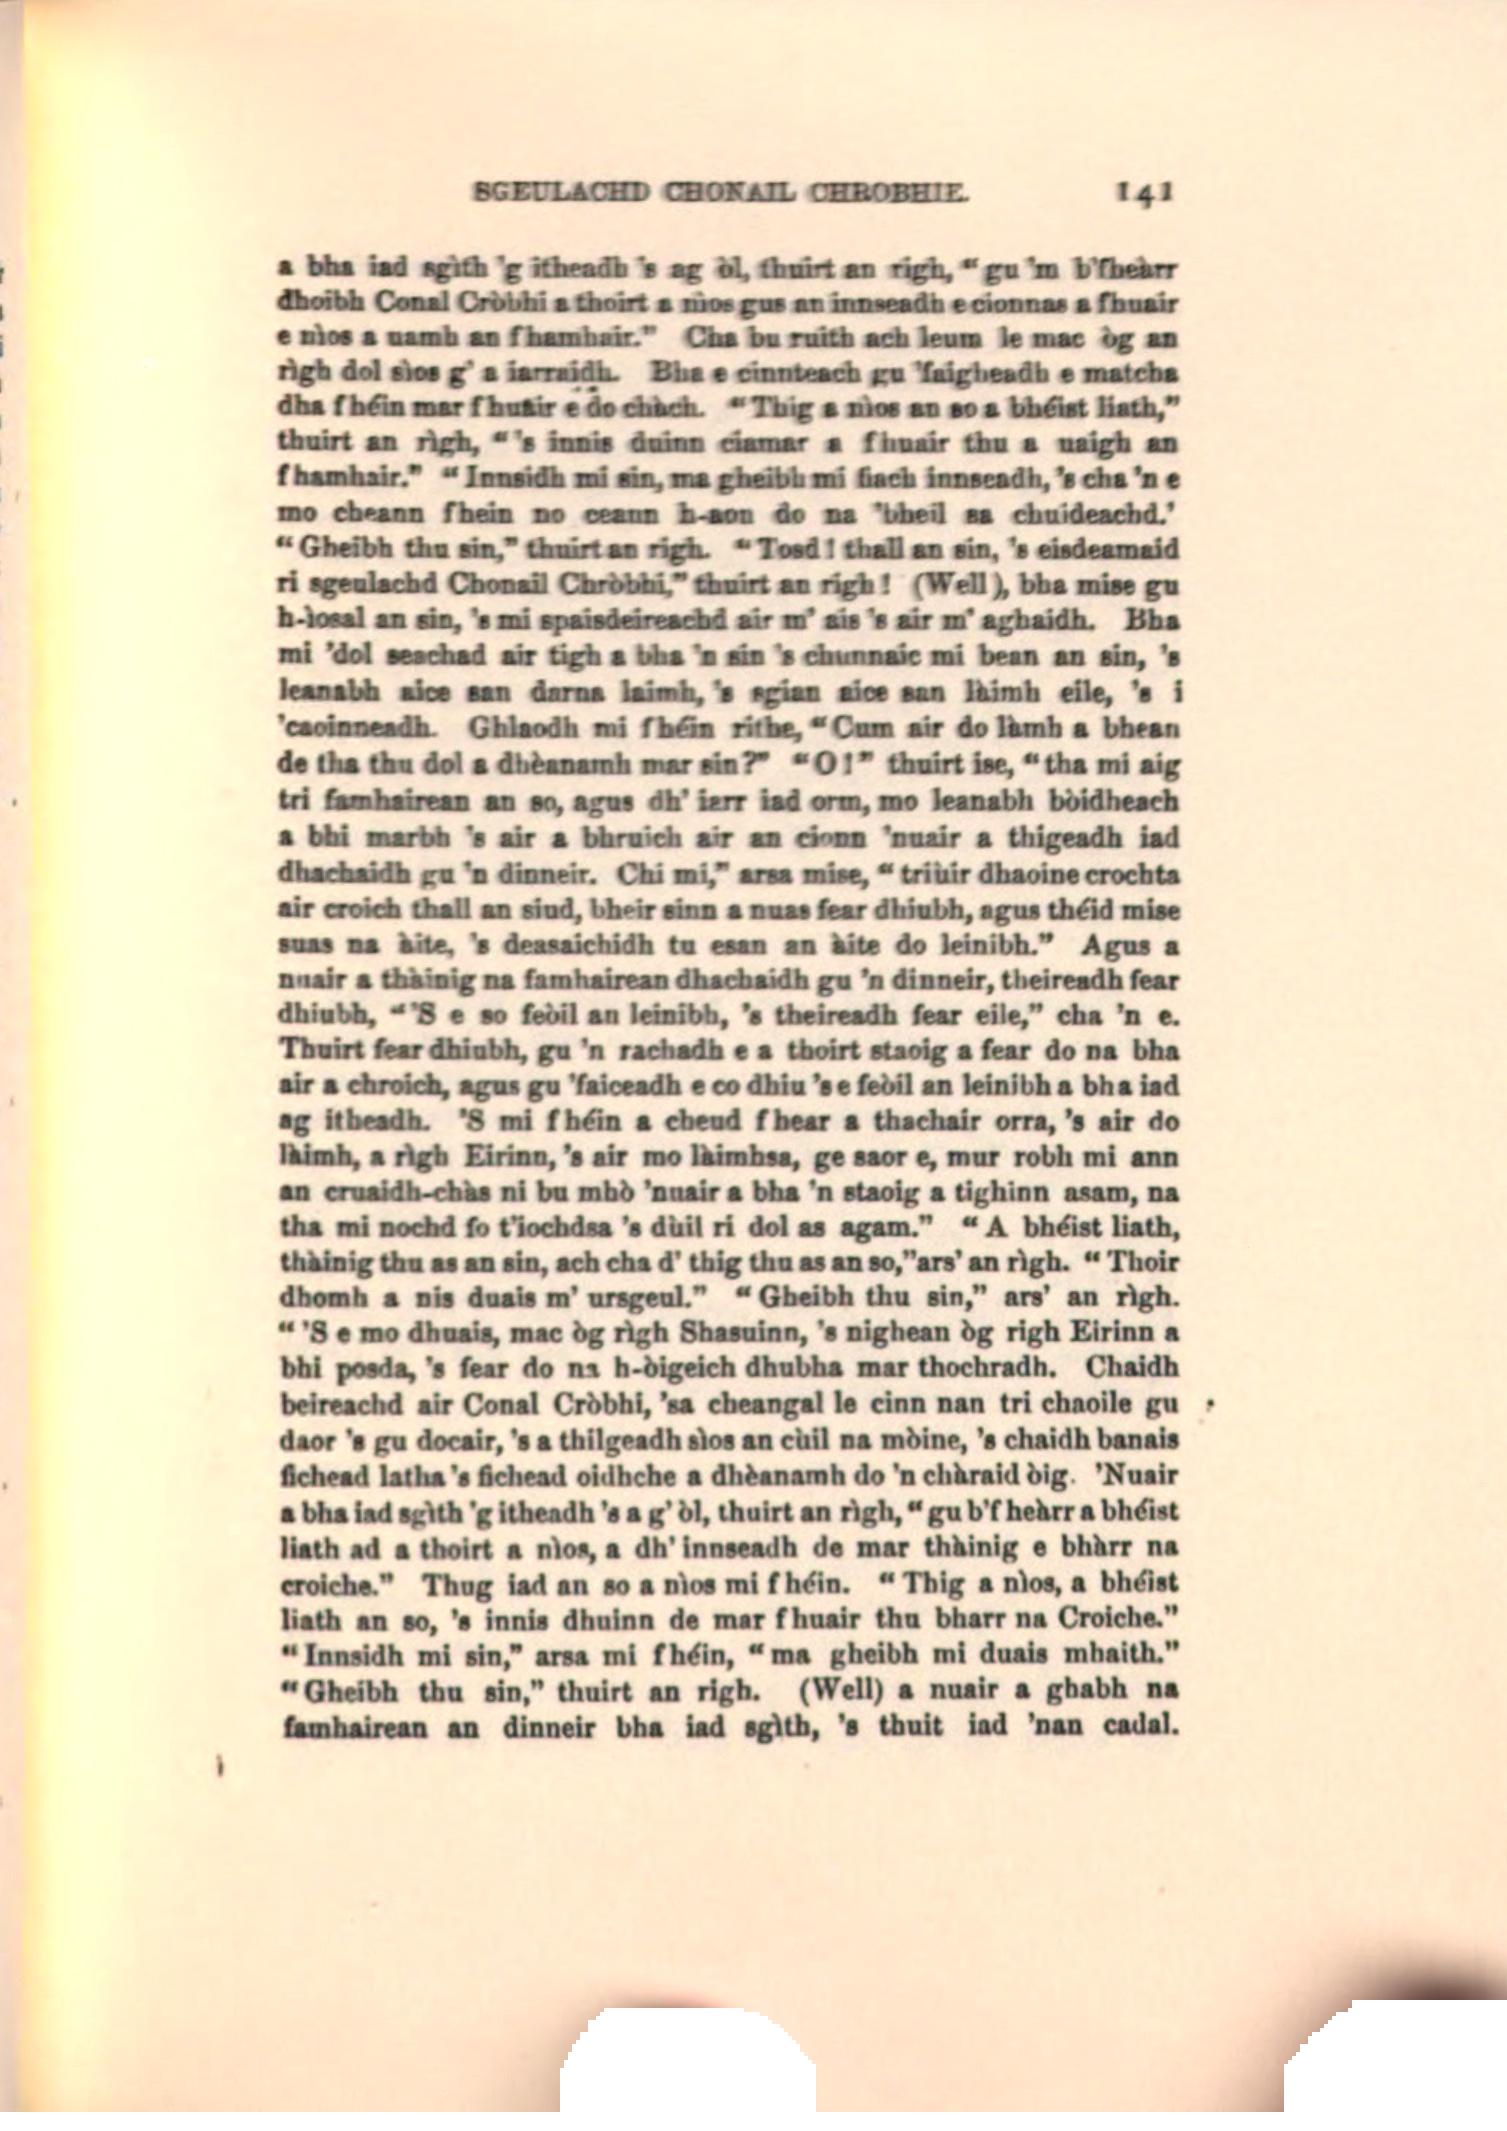 SGEULACHD CHONAIL CHROBHIE. 141
a bha iad sgìth 'g itheadh 's ag òl, thuirt an righ, “gu 'm b'fheàrr
dhoibh Conal Cròbhi a thoirt a nìos gus an innseadh e cionnas a fhuair
e nìos a uamh an fhamhair.” Cha bu ruith ach leum le mac òg an
rìgh dol sìos g' a iarraidh. Bha e cinnteach gu 'faigheadh e matcha
dha fhéin mar fhuair e do chàch. “Thig a nìos an so a bhéist liath,”
thuirt an rìgh, “'s innis duinn ciamar a fhuair thu a uaigh an
fhamhair.” “Innsidh mi sin, ma gheibh mi fiach innseadh, 's cha 'n e
mo cheann fhein no ceann h-aon do na 'bheil sa chuideachd.'
“Gheibh thu sin,” thuirt an righ. “Tosd! thall an sin, 's eisdeamaid
ri sgeulachd Chonail Chròbhi,” thuirt an righ! (Well), bha mise gu
h-ìosal an sin, 's mi spaisdeireachd air m' ais 's air m' aghaidh. Bha
mi 'dol seachad air tigh a bha 'n sin 's chunnaic mi bean an sin, 's
leanabh aice san darna laimh, 's sgian aice san làimh eile, 's i
'caoinneadh. Ghlaodh mi fhéin rithe, “Cum air do làmh a bhean
de tha thu dol a dhèanamh mar sin?” “O!” thuirt ise, “tha mi aig
tri famhairean an so, agus dh' iarr iad orm, mo leanabh bòidheach
a bhi marbh 's air a bhruich air an cionn 'nuair a thigeadh iad
dhachaidh gu 'n dinneir. Chi mi,” arsa mise, “triùir dhaoine crochta
air croich thall an siud, bheir sinn a nuas fear dhiubh, agus théid mise
suas na àite, 's deasaichidh tu esan an àite do leinibh.” Agus a
nuair a thàinig na famhairean dhachaidh gu 'n dinneir, theireadh fear
dhiubh, “'S e so feòil an leinibh, 's theireadh fear eile,” cha 'n e.
Thuirt fear dhiubh, gu 'n rachadh e a thoirt staoig a fear do na bha
air a chroich, agus gu 'faiceadh e co dhiu 's e feòil an leinibh a bha iad
ag itheadh. 'S mi fhéin a cheud fhear a thachair orra, 's air do
làimh, a rìgh Eirinn, 's air mo làimhsa, ge saor e, mur robh mi ann
an cruaidh-chàs ni bu mhò 'nuair a bha 'n staoig a tighinn asam, na
tha mi nochd fo t'iochdsa 's dùil ri dol as agam.” “A bhéist liath,
thàinig thu as an sin, ach cha d' thig thu as an so,”ars' an rìgh. “Thoir
dhomh a nis duais m' ursgeul.” “Gheibh thu sin,” ars' an rìgh.
“'S e mo dhuais, mac òg rìgh Shasuinn, 's nighean òg righ Eirinn a
bhi posda, 's fear do na h-òigeich dhubha mar thochradh. Chaidh
beireachd air Conal Cròbhi, 'sa cheangal le cinn nan tri chaoile gu
daor 's gu docair, 's a thilgeadh sìos an cùil na mòine, 's chaidh banais
fichead latha 's fichead oidhche a dhèanamh do 'n chàraid òig. 'Nuair
a bha iad sgìth 'g itheadh 's a g' òl, thuirt an rìgh, “gu b'fheàrr a bhéist
liath ad a thoirt a nìos, a dh' innseadh de mar thàinig e bhàrr na
croiche.” Thug iad an so a nìos mi fhéin. “Thig a nìos, a bhéist
liath an so, 's innis dhuinn de mar fhuair thu bharr na Croiche.”
“Innsidh mi sin,” arsa mi fhéin, “ma gheibh mi duais mhaith.”
“Gheibh thu sin,” thuirt an righ. (Well) a nuair a ghabh na
famhairean an dinneir bha iad sgìth, 's thuit iad 'nan cadal.